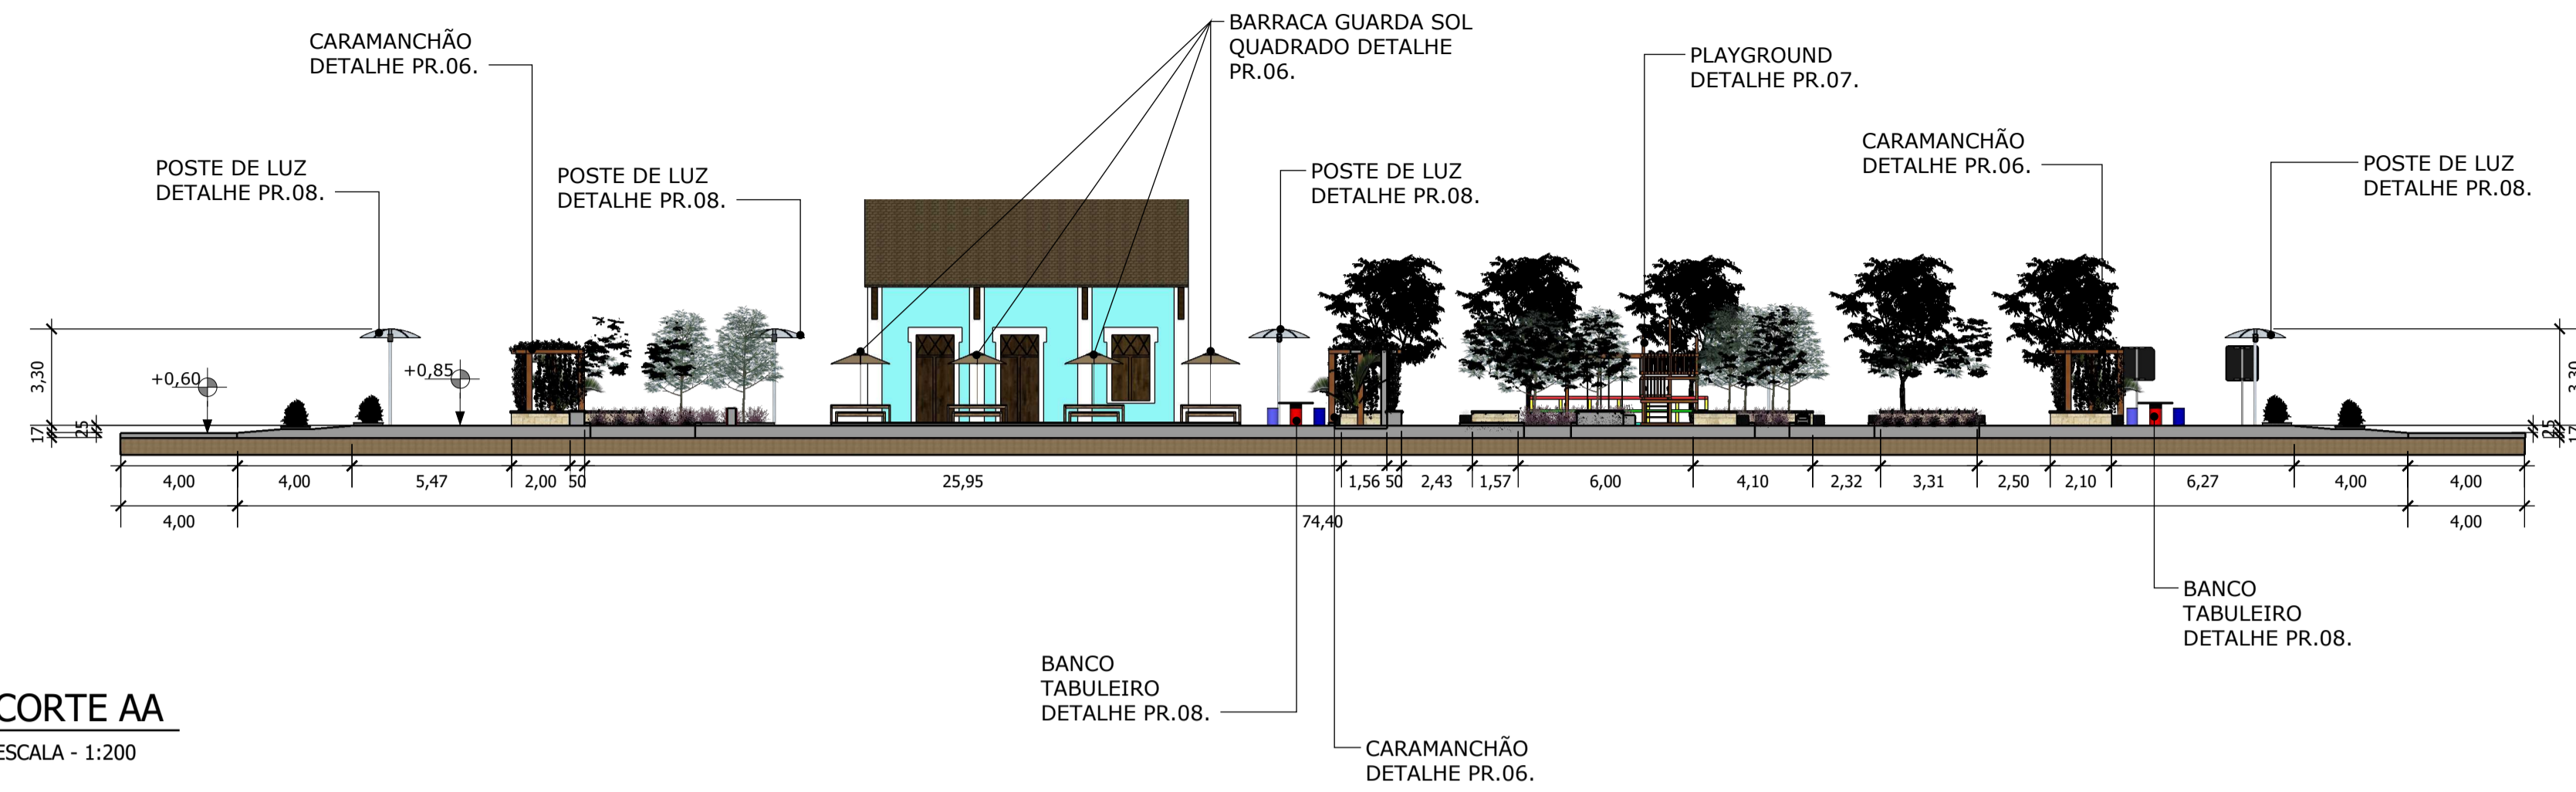 CARAMANCHÃO
DETALHE PR.06.
BARRACA GUARDA SOL
QUADRADO DETALHE
PR.06.
PLAYGROUND
DETALHE PR.07.
CARAMANCHÃO
DETALHE PR.06.
POSTE DE LUZ
DETALHE PR.08.
POSTE DE LUZ
DETALHE PR.08.
POSTE DE LUZ
DETALHE PR.08.
POSTE DE LUZ
DETALHE PR.08.
3,30
17
25
+0,60
+0,85
3,30
25
17
4,00 4,00 5,47 2,00 50 25,95 1,56 50 2,43 1,57 6,00 4,10 2,32 3,31 2,50 2,10 6,27 4,00 4,00
4,00 74,40 4,00
BANCO
TABULEIRO
DETALHE PR.08.
BANCO
TABULEIRO
DETALHE PR.08.
CARAMANCHÃO
DETALHE PR.06.
CORTE AA
ESCALA - 1:200